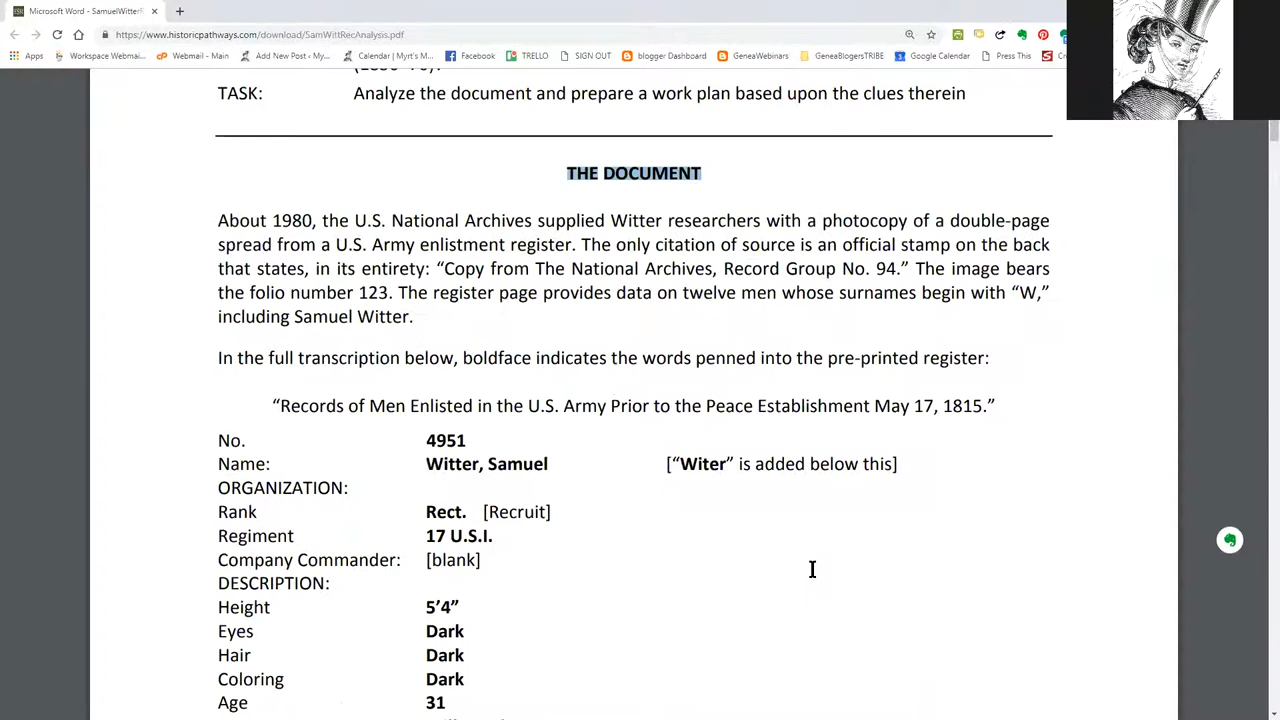 Microsoft Word - SamuelWitterR
https://www.historicpathways.com/download/SamWittRecAnalysis.pdf
Apps Workspace Webmail... Webmail - Main Add New Post - My... Calendar | Myrt's M... Facebook TRELLO SIGN OUT blogger Dashboard GeneaWebinars GeneaBlogersTRIBE Google Calendar Press This
TASK: Analyze the document and prepare a work plan based upon the clues therein
THE DOCUMENT
About 1980, the U.S. National Archives supplied Witter researchers with a photocopy of a double-page
spread from a U.S. Army enlistment register. The only citation of source is an official stamp on the back
that states, in its entirety: “Copy from The National Archives, Record Group No. 94.” The image bears
the folio number 123. The register page provides data on twelve men whose surnames begin with “W,”
including Samuel Witter.
In the full transcription below, boldface indicates the words penned into the pre-printed register:
“Records of Men Enlisted in the U.S. Army Prior to the Peace Establishment May 17, 1815.”
No. 4951
Name: Witter, Samuel [“Witer” is added below this]
ORGANIZATION:
Rank Rect. [Recruit]
Regiment 17 U.S.I.
Company Commander: [blank]
DESCRIPTION:
Height 5’4”
Eyes Dark
Hair Dark
Coloring Dark
Age 31